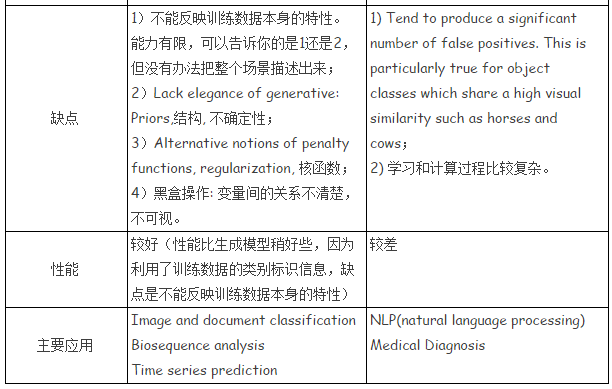 缺点
1）不能反映训练数据本身的特性。
能力有限，可以告诉你的是1还是2，
但没有办法把整个场景描述出来；
2）Lack elegance of generative:
Priors,结构, 不确定性；
3）Alternative notions of penalty
functions, regularization, 核函数；
4）黑盒操作: 变量间的关系不清楚，
不可视。
1) Tend to produce a significant
number of false positives. This is
particularly true for object
classes which share a high visual
similarity such as horses and
cows；
2) 学习和计算过程比较复杂。
性能
较好（性能比生成模型稍好些，因为
利用了训练数据的类别标识信息，缺
点是不能反映训练数据本身的特性）
较差
主要应用
Image and document classification
Biosequence analysis
Time series prediction
NLP(natural language processing)
Medical Diagnosis